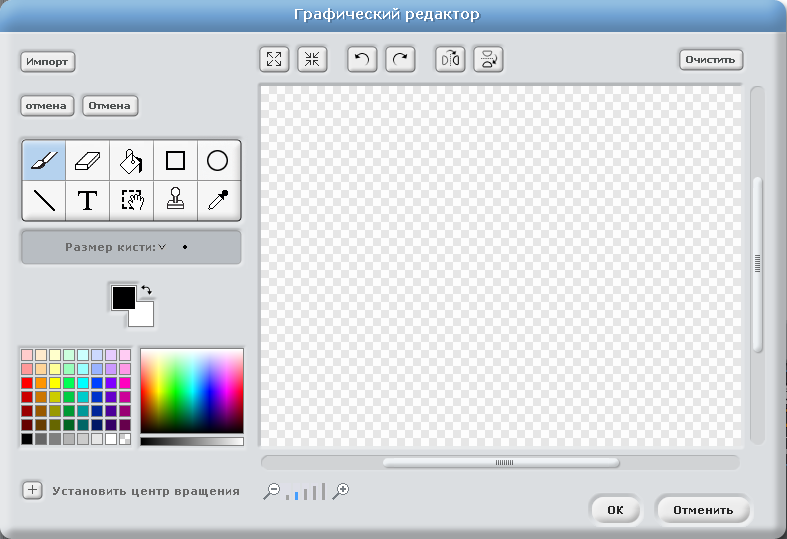 Графический редактор
Импорт
Очистить
отмена Отмена
T
Размер кисти:
Установить центр вращения
OK Отменить